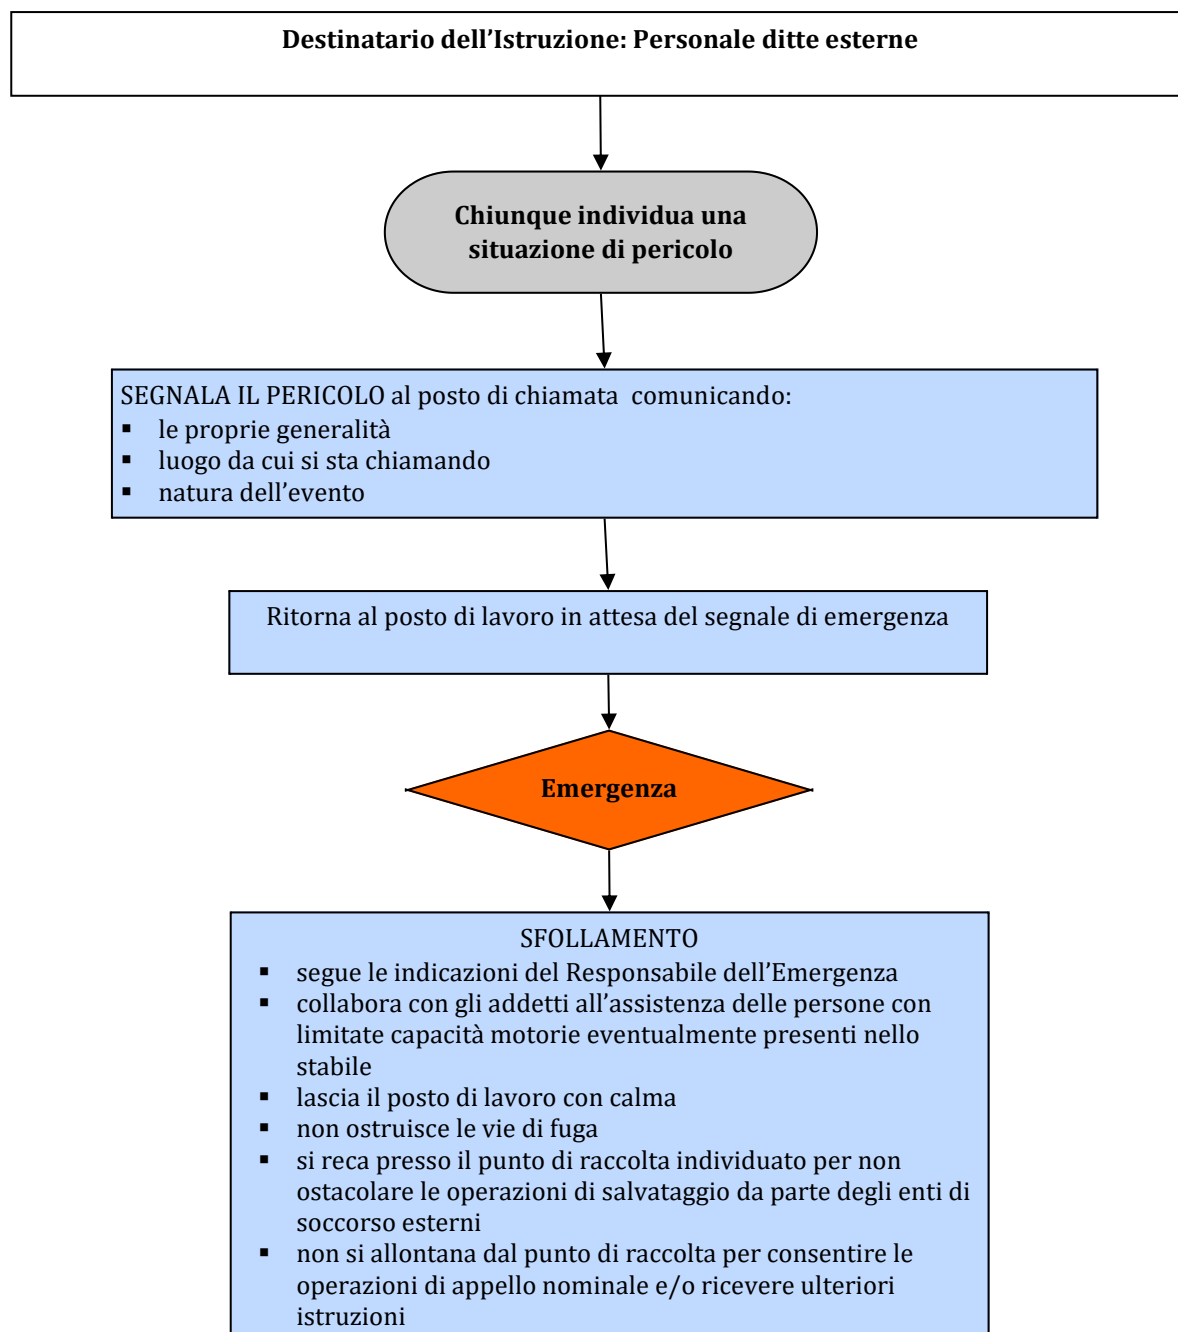 Destinatario dell’Istruzione: Personale ditte esterne
Chiunque individua una
situazione di pericolo
SEGNALA IL PERICOLO al posto di chiamata  comunicando:
▪ le proprie generalità
▪ luogo da cui si sta chiamando
▪ natura dell’evento
Ritorna al posto di lavoro in attesa del segnale di emergenza
Emergenza
SFOLLAMENTO
▪ segue le indicazioni del Responsabile dell’Emergenza
▪ collabora con gli addetti all’assistenza delle persone con
limitate capacità motorie eventualmente presenti nello
stabile
▪ lascia il posto di lavoro con calma
▪ non ostruisce le vie di fuga
▪ si reca presso il punto di raccolta individuato per non
ostacolare le operazioni di salvataggio da parte degli enti di
soccorso esterni
▪ non si allontana dal punto di raccolta per consentire le
operazioni di appello nominale e/o ricevere ulteriori
istruzioni